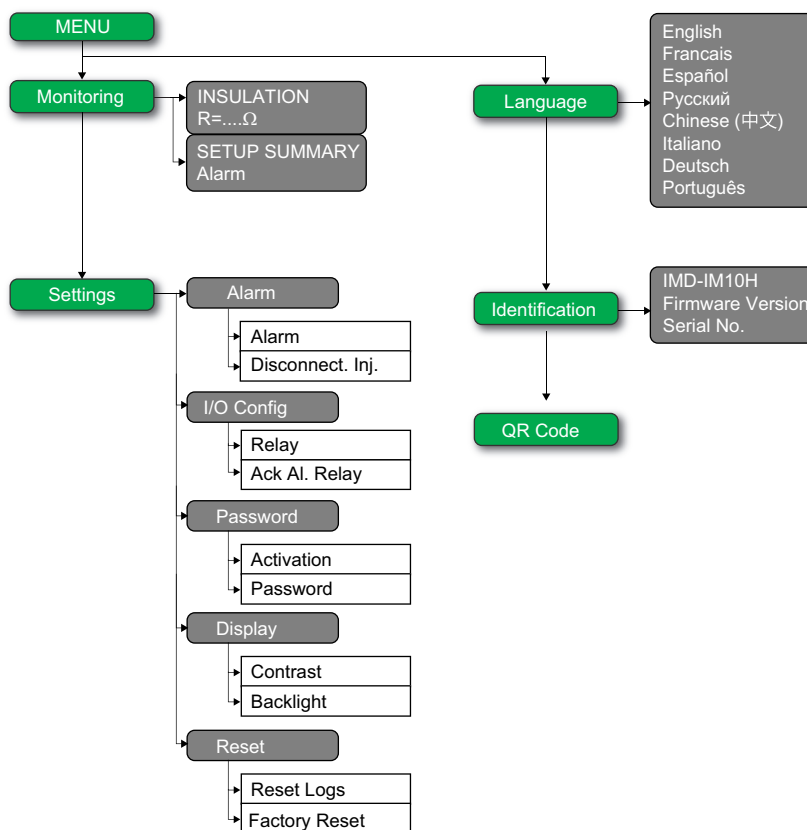 MENU
Monitoring
INSULATION
R=....Ω
SETUP SUMMARY
Alarm
Settings
Alarm
Alarm
Disconnect. Inj.
I/O Config
Relay
Ack Al. Relay
Password
Activation
Password
Display
Contrast
Backlight
Reset
Reset Logs
Factory Reset
Language
English
Francais
Español
Русский
Chinese (中文)
Italiano
Deutsch
Português
Identification
IMD-IM10H
Firmware Version
Serial No.
QR Code